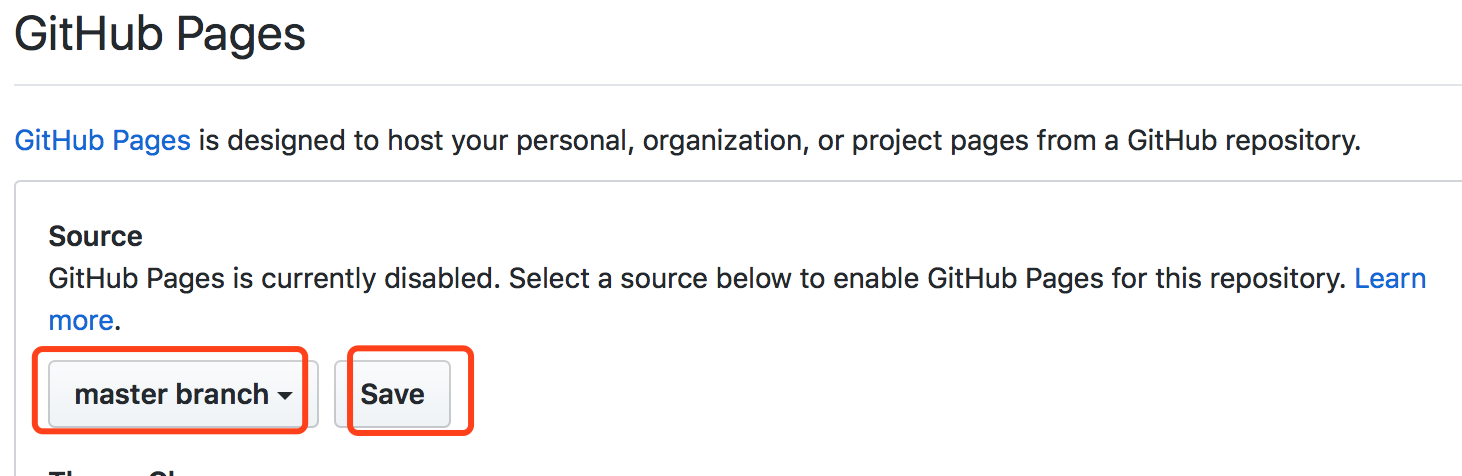 GitHub Pages
GitHub Pages is designed to host your personal, organization, or project pages from a GitHub repository.
Source
GitHub Pages is currently disabled. Select a source below to enable GitHub Pages for this repository. Learn
more.
master branch Save